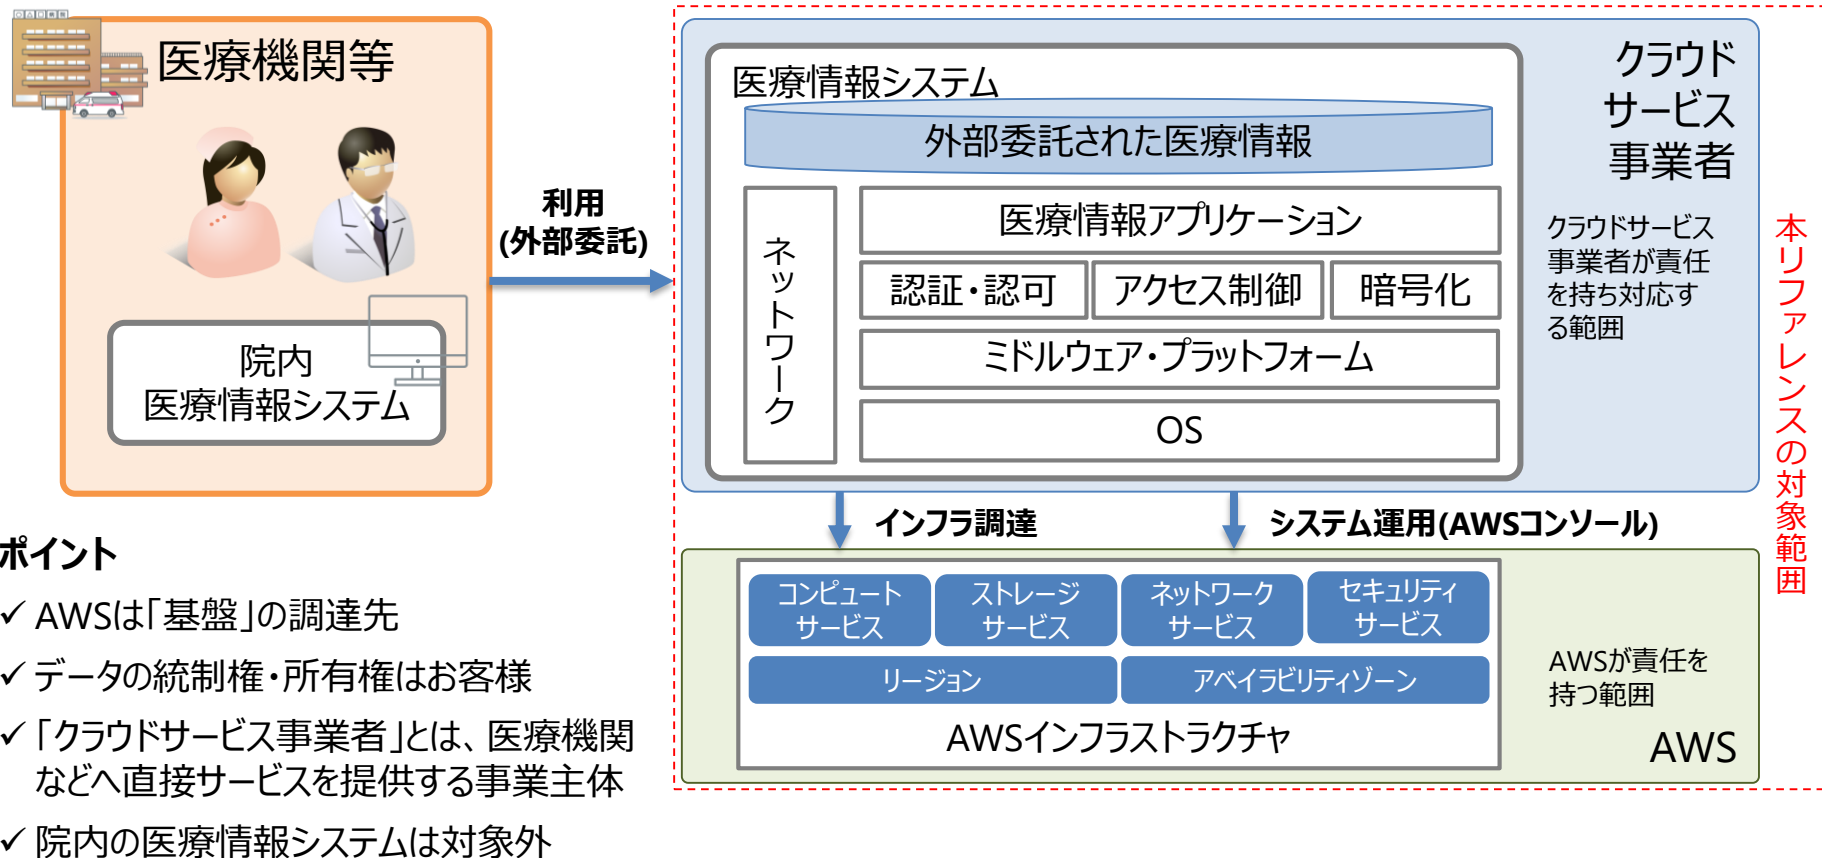 医療機関等
院内
医療情報システム
利用
(外部委託)
医療情報システム
外部委託された医療情報
ネットワーク
医療情報アプリケーション
認証・認可
アクセス制御
暗号化
ミドルウェア・プラットフォーム
OS
クラウド
サービス
事業者
クラウドサービス
事業者が責任
を持ち対応す
る範囲
本リファレンスの対象範囲
インフラ調達
システム運用(AWSコンソール)
コンピュート
サービス
ストレージ
サービス
ネットワーク
サービス
セキュリティ
サービス
リージョン
アベイラビリティゾーン
AWSインフラストラクチャ
AWSが責任を
持つ範囲
AWS
ポイント
✓ AWSは「基盤」の調達先
✓ データの統制権・所有権はお客様
✓ 「クラウドサービス事業者」とは、医療機関
などへ直接サービスを提供する事業主体
✓ 院内の医療情報システムは対象外